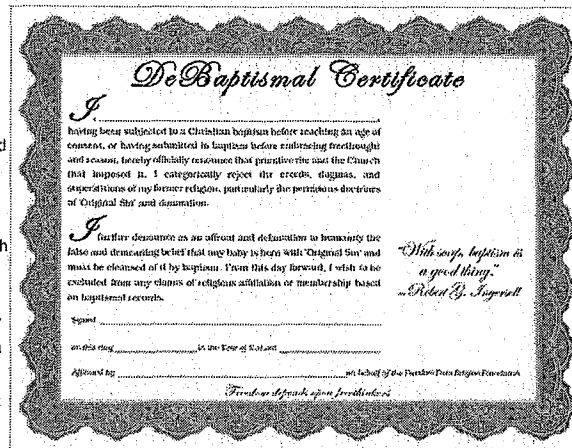 DeBaptismal Certificate
I,
having been subjected to a Christian baptism before reaching an age of
consent, or having submitted to baptism before embracing freethought
and reason, hereby officially renounce that primitive rite and the Church
that imposed it. I categorically reject the creeds, dogmas, and
superstitions of my former religion, particularly the pernicious doctrines
of 'Original Sin' and damnation.
I further denounce as an affront and defamation to humanity the
false and demeaning belief that any baby is born with 'Original Sin' and
must be cleansed of it by baptism. From this day forward, I wish to be
excluded from any claims of religious affiliation or membership based
on baptismal records.
"With soap, baptism is
a good thing."
— Robert G. Ingersoll
Signed
on this day in the Year of
Affirmed by on behalf of the Freedom From Religion Foundation
Freedom depends upon freethinkers